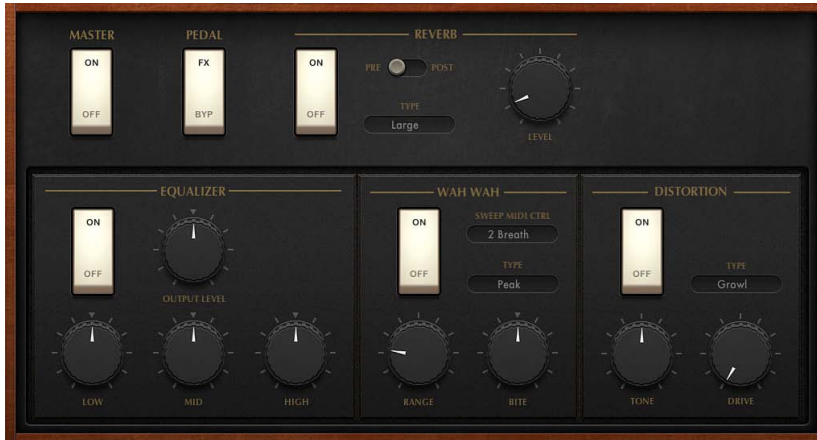 MASTER
PEDAL
REVERB
ON
OFF
FX
BYP
ON
OFF
PRE
POST
TYPE
Large
LEVEL
EQUALIZER
ON
OFF
OUTPUT LEVEL
LOW
MID
HIGH
WAH WAH
ON
OFF
SWEEP MIDI CTRL
2 Breath
TYPE
Peak
RANGE
BITE
DISTORTION
ON
OFF
TYPE
Growl
TONE
DRIVE